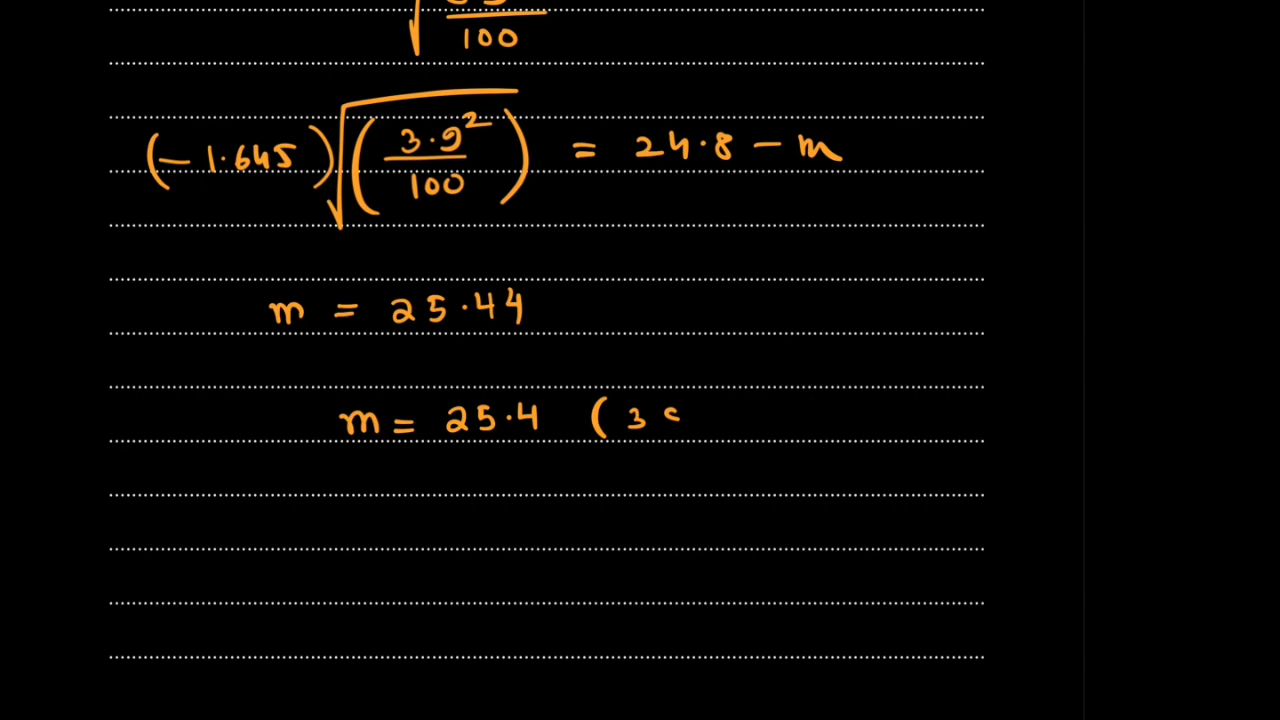 √ 100
(-1.645)√(3.9²/100) = 24.8 - m
m = 25.44
m = 25.4 (3 s